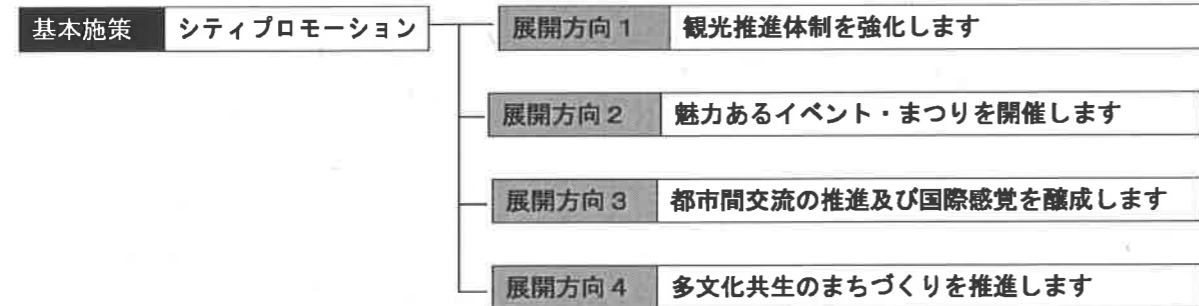 基本施策 シティプロモーション 展開方向1 観光推進体制を強化します
展開方向2 魅力あるイベント・まつりを開催します
展開方向3 都市間交流の推進及び国際感覚を醸成します
展開方向4 多文化共生のまちづくりを推進します